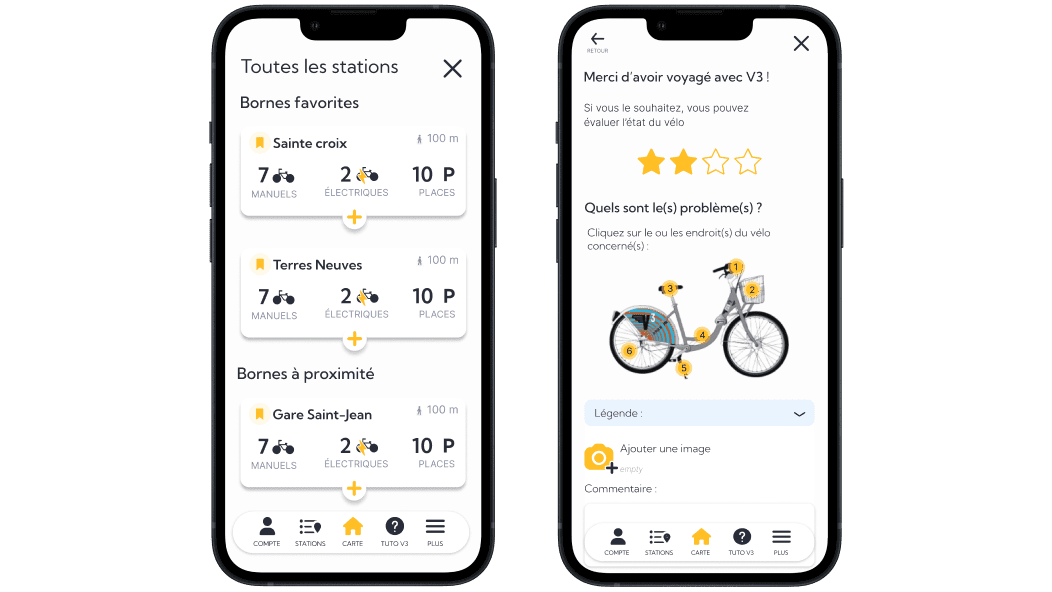 Toutes les stations
Bornes favorites
Sainte croix
100 m
7
2
10 P
MANUELS
ÉLECTRIQUES
PLACES
Terres Neuves
100 m
7
2
10 P
MANUELS
ÉLECTRIQUES
PLACES
Bornes à proximité
Gare Saint-Jean
100 m
7
2
10 P
MANUELS
ÉLECTRIQUES
PLACES
COMPTE
STATIONS
CARTE
TUTO V3
PLUS
RETOUR
Merci d'avoir voyagé avec V3 !
Si vous le souhaitez, vous pouvez
évaluer l'état du vélo
Quels sont le(s) problème(s) ?
Cliquez sur le ou les endroit(s) du vélo
concerné(s) :
1
2
3
4
5
6
Légende :
Ajouter une image
empty
Commentaire :
COMPTE
STATIONS
CARTE
TUTO V3
PLUS